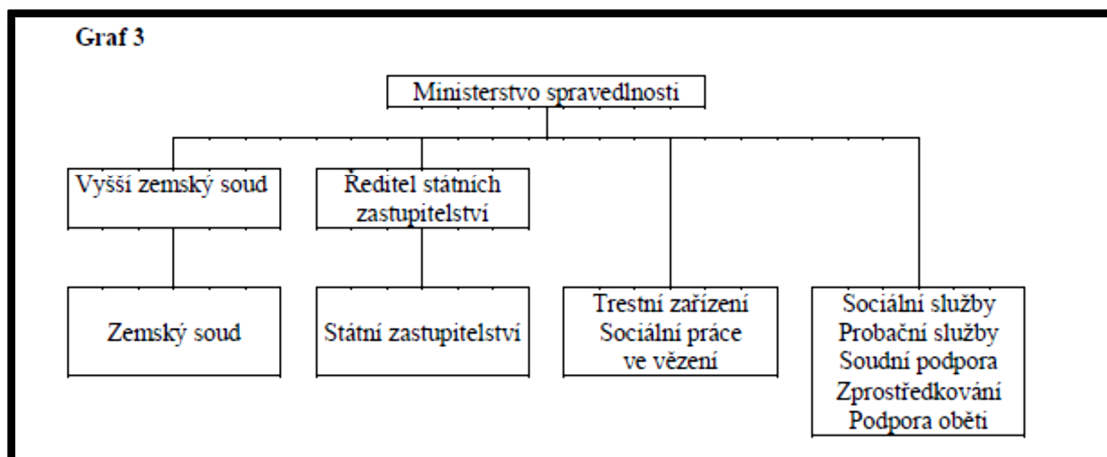 Graf 3
Ministerstvo spravedlnosti
Vyšší zemský soud
Ředitel státních
zastupitelství
Zemský soud
Státní zastupitelství
Trestní zařízení
Sociální práce
ve vězení
Sociální služby
Probační služby
Soudní podpora
Zprostředkování
Podpora obětí